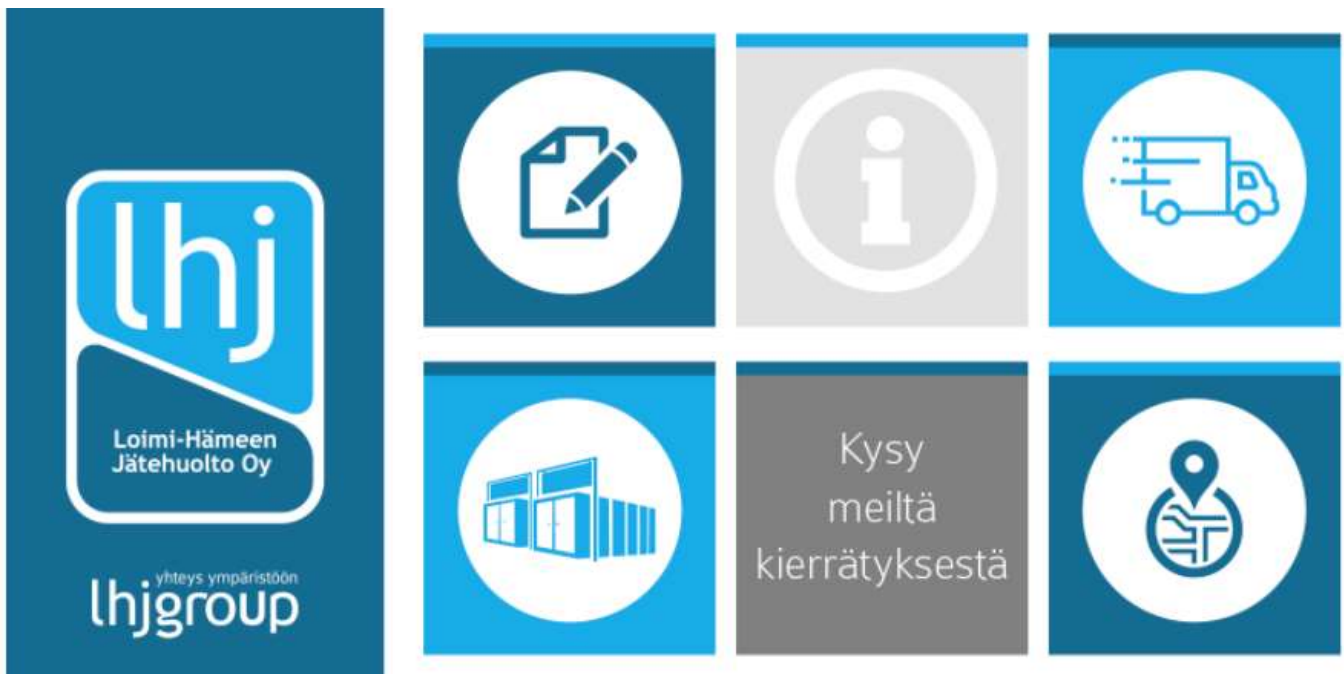 lhj
Loimi-Hämeen
Jätehuolto Oy
yhteys ympäristöön
lhjgroup
Kysy
meiltä
kierrätyksestä